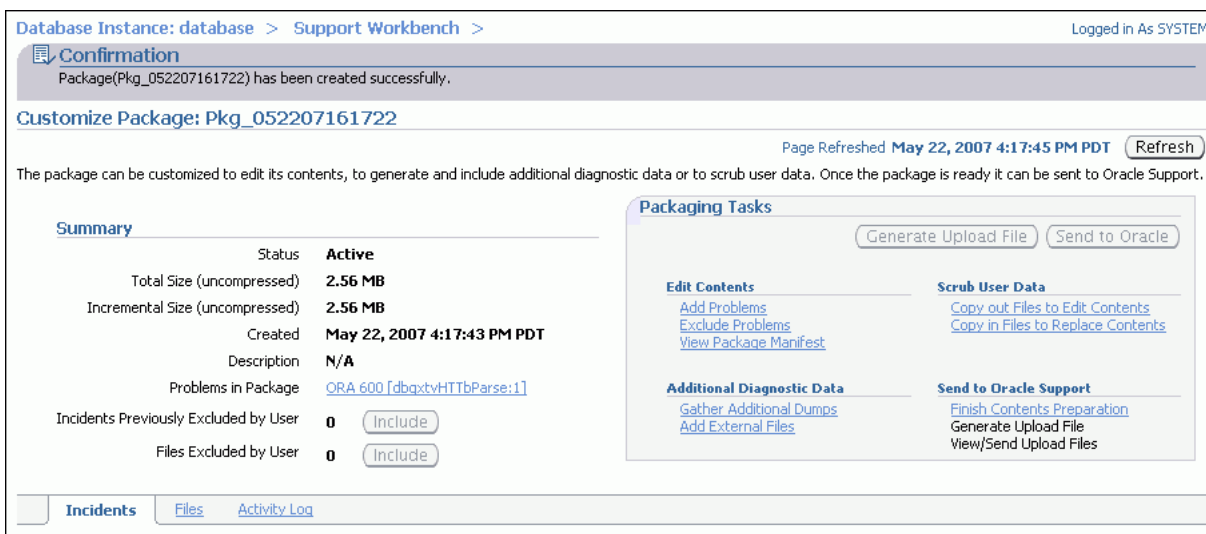 Database Instance: database > Support Workbench >
Logged in As SYSTEM
Confirmation
Package(Pkg_052207161722) has been created successfully.
Customize Package: Pkg_052207161722
Page Refreshed May 22, 2007 4:17:45 PM PDT Refresh
The package can be customized to edit its contents, to generate and include additional diagnostic data or to scrub user data. Once the package is ready it can be sent to Oracle Support.
Summary
Status Active
Total Size (uncompressed) 2.56 MB
Incremental Size (uncompressed) 2.56 MB
Created May 22, 2007 4:17:43 PM PDT
Description N/A
Problems in Package ORA 600 [dbgxtvHTTbParse:1]
Incidents Previously Excluded by User 0 Include
Files Excluded by User 0 Include
Packaging Tasks
Generate Upload File Send to Oracle
Edit Contents
Add Problems
Exclude Problems
View Package Manifest
Scrub User Data
Copy out Files to Edit Contents
Copy in Files to Replace Contents
Additional Diagnostic Data
Gather Additional Dumps
Add External Files
Send to Oracle Support
Finish Contents Preparation
Generate Upload File
View/Send Upload Files
Incidents Files Activity Log